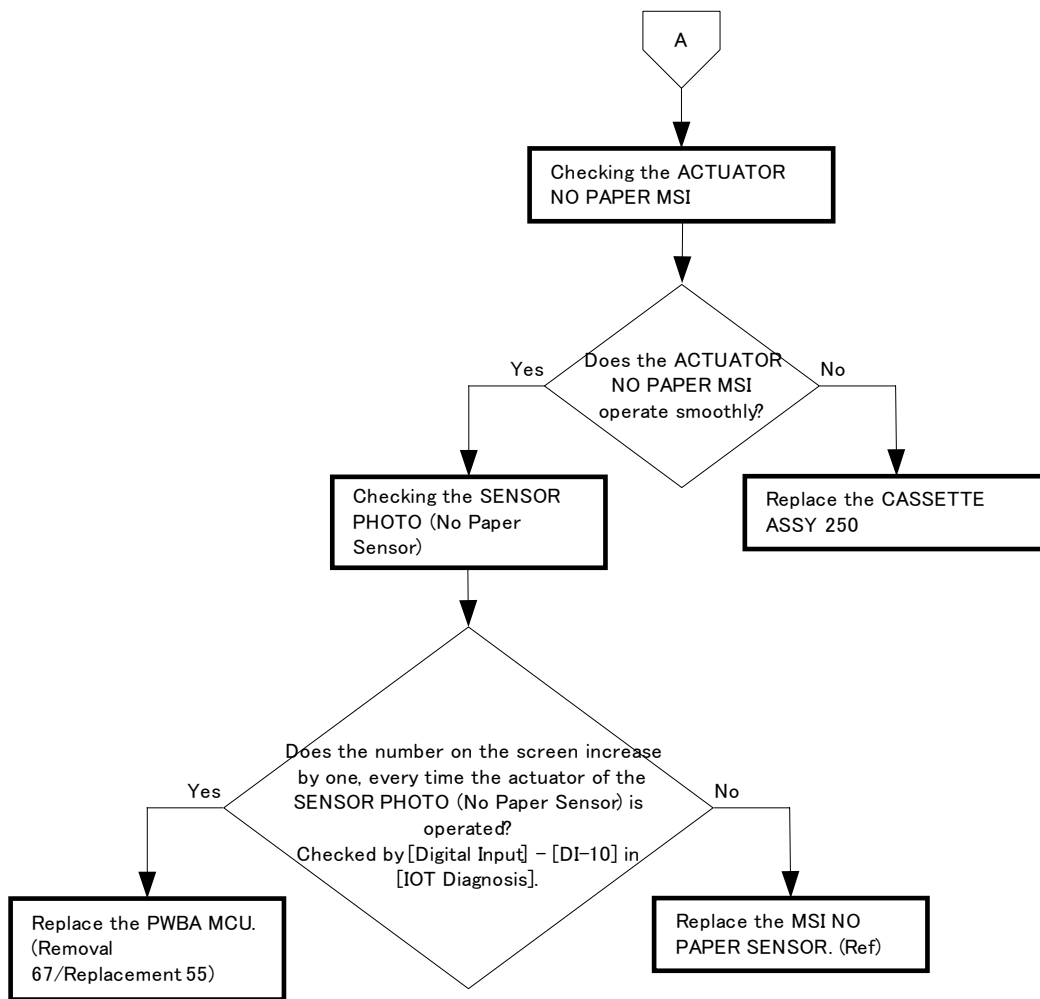 A
Checking the ACTUATOR
NO PAPER MSI
Yes
Does the ACTUATOR
NO PAPER MSI
operate smoothly?
No
Checking the SENSOR
PHOTO (No Paper
Sensor)
Replace the CASSETTE
ASSY 250
Yes
Does the number on the screen increase
by one, every time the actuator of the
SENSOR PHOTO (No Paper Sensor) is
operated?
Checked by [Digital Input] - [DI-10] in
[IOT Diagnosis].
No
Replace the PWBA MCU.
(Removal
67/Replacement 55)
Replace the MSI NO
PAPER SENSOR. (Ref)